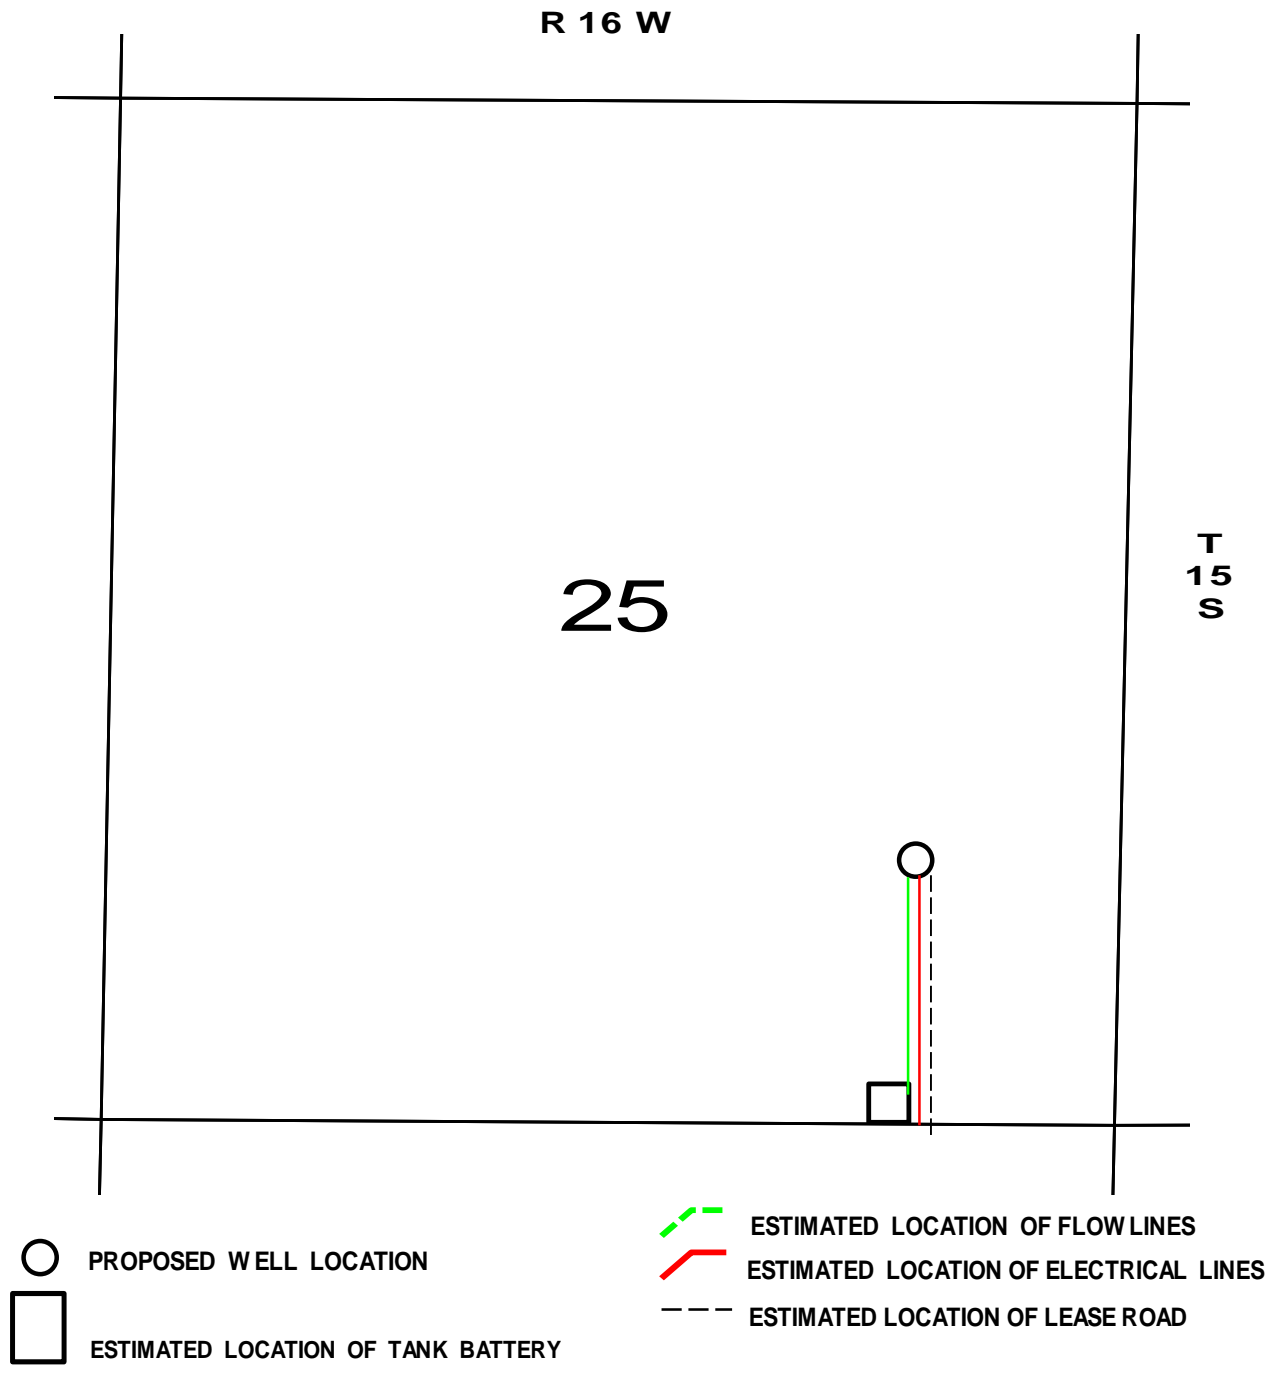 R 16 W
T
15
S
25
PROPOSED WELL LOCATION
ESTIMATED LOCATION OF TANK BATTERY
ESTIMATED LOCATION OF FLOW LINES
ESTIMATED LOCATION OF ELECTRICAL LINES
ESTIMATED LOCATION OF LEASE ROAD